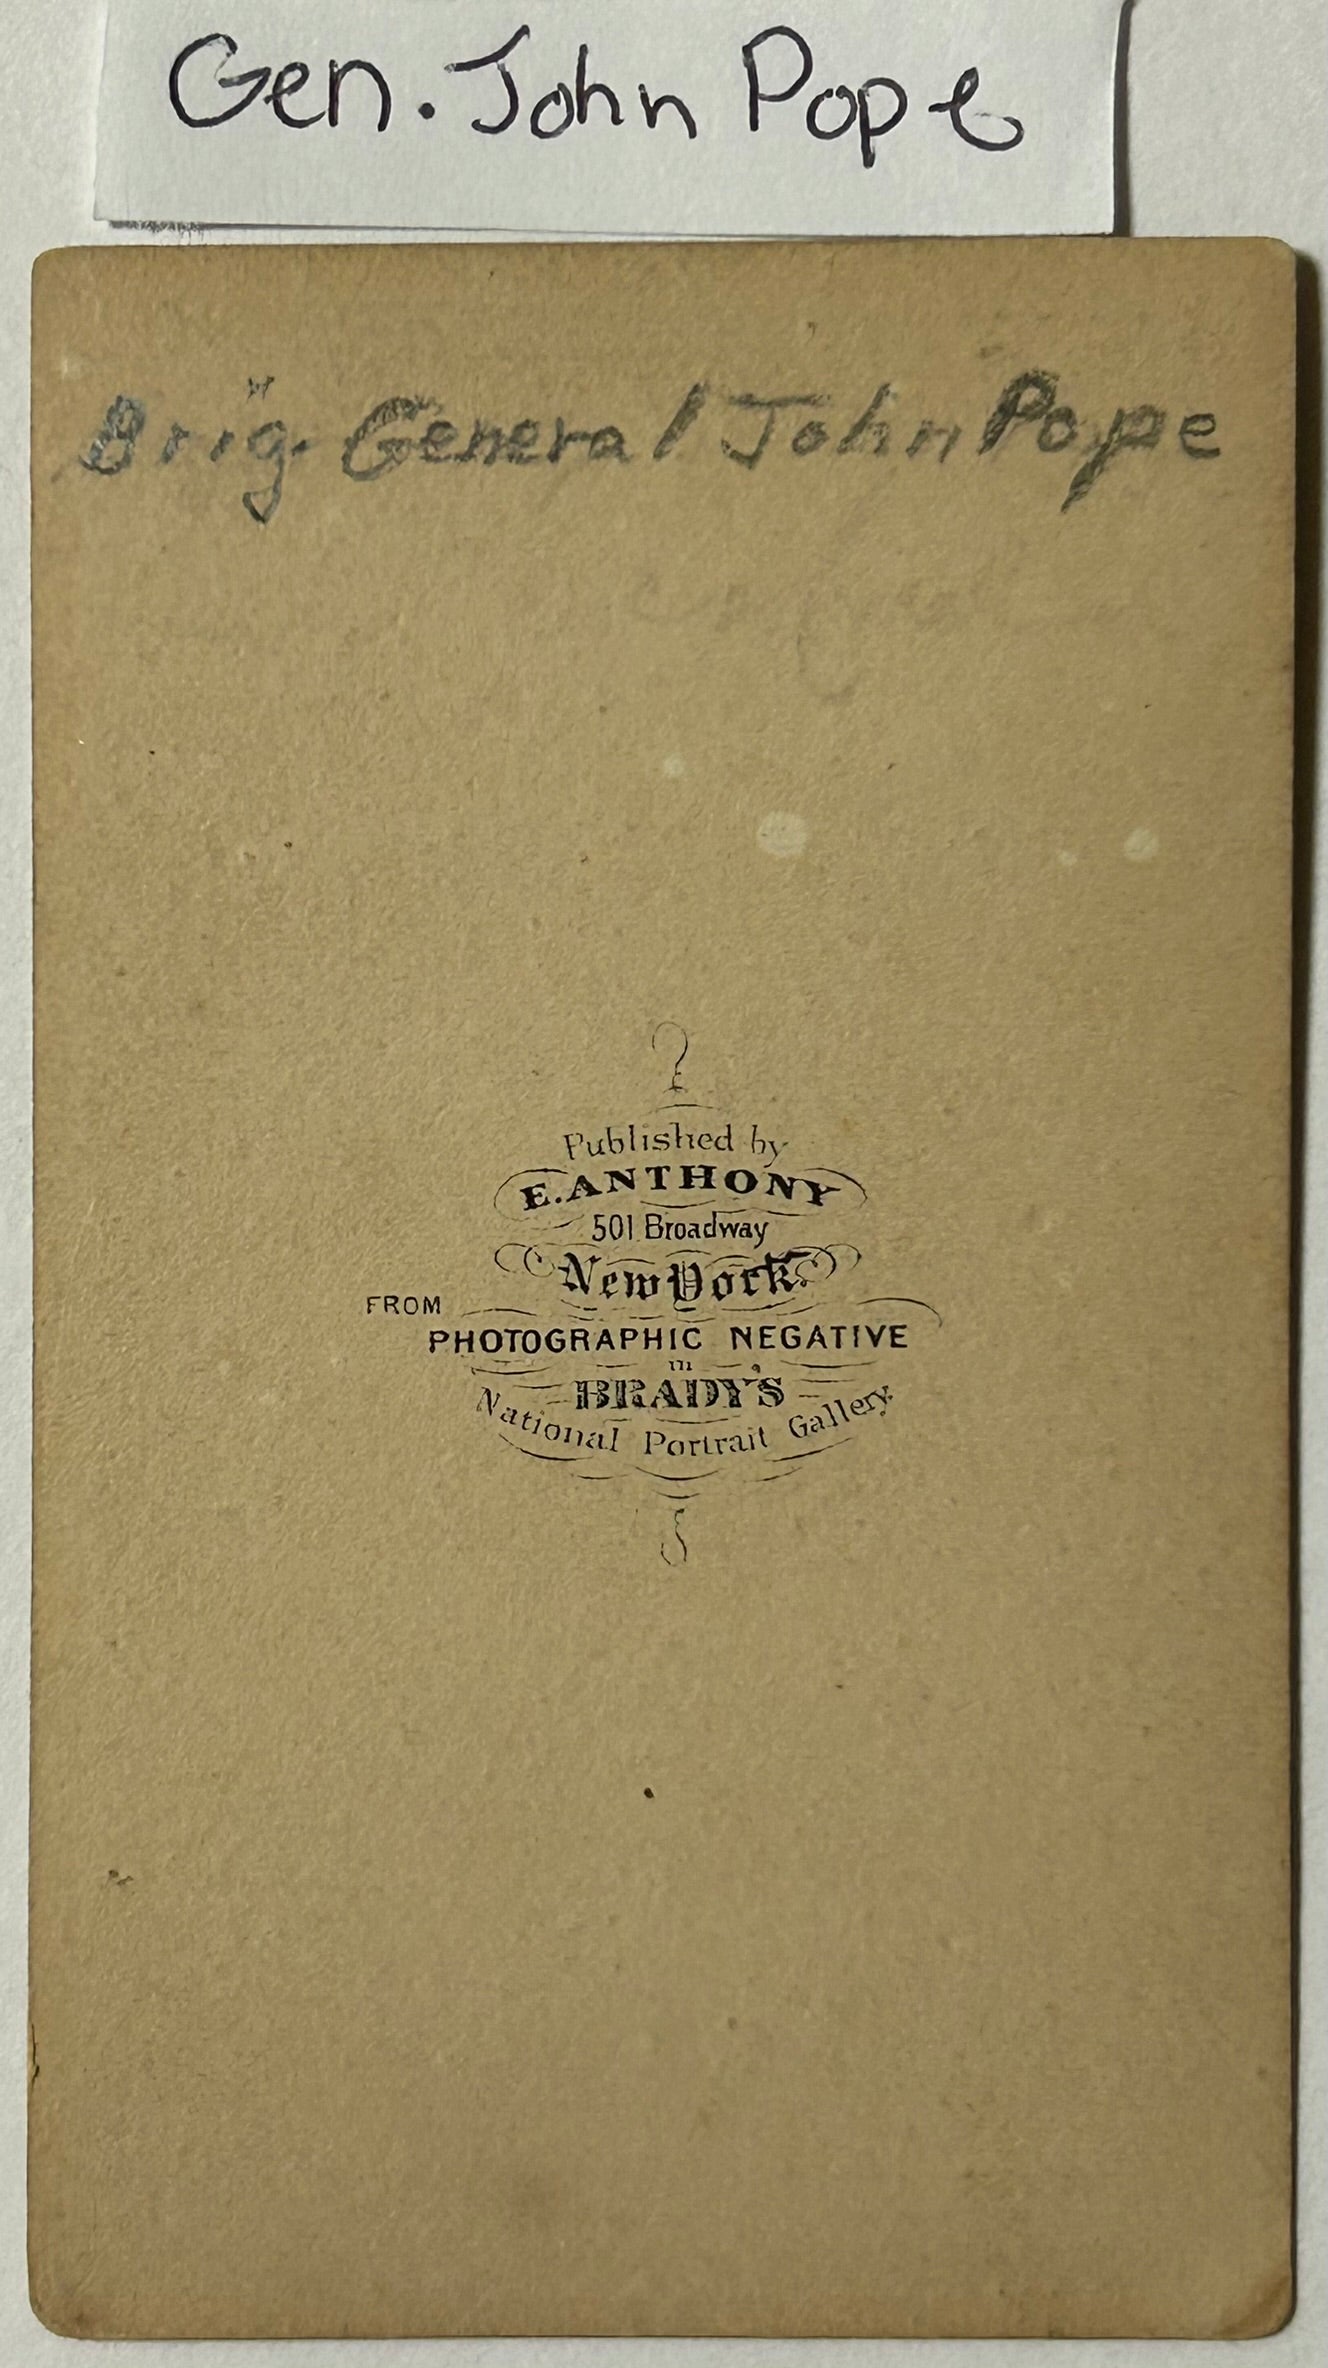 Gen. John Pope
Brig. General John Pope
Published by
E. ANTHONY
501 Broadway
New York.
FROM
PHOTOGRAPHIC NEGATIVE
in
BRADY'S
National Portrait Gallery.